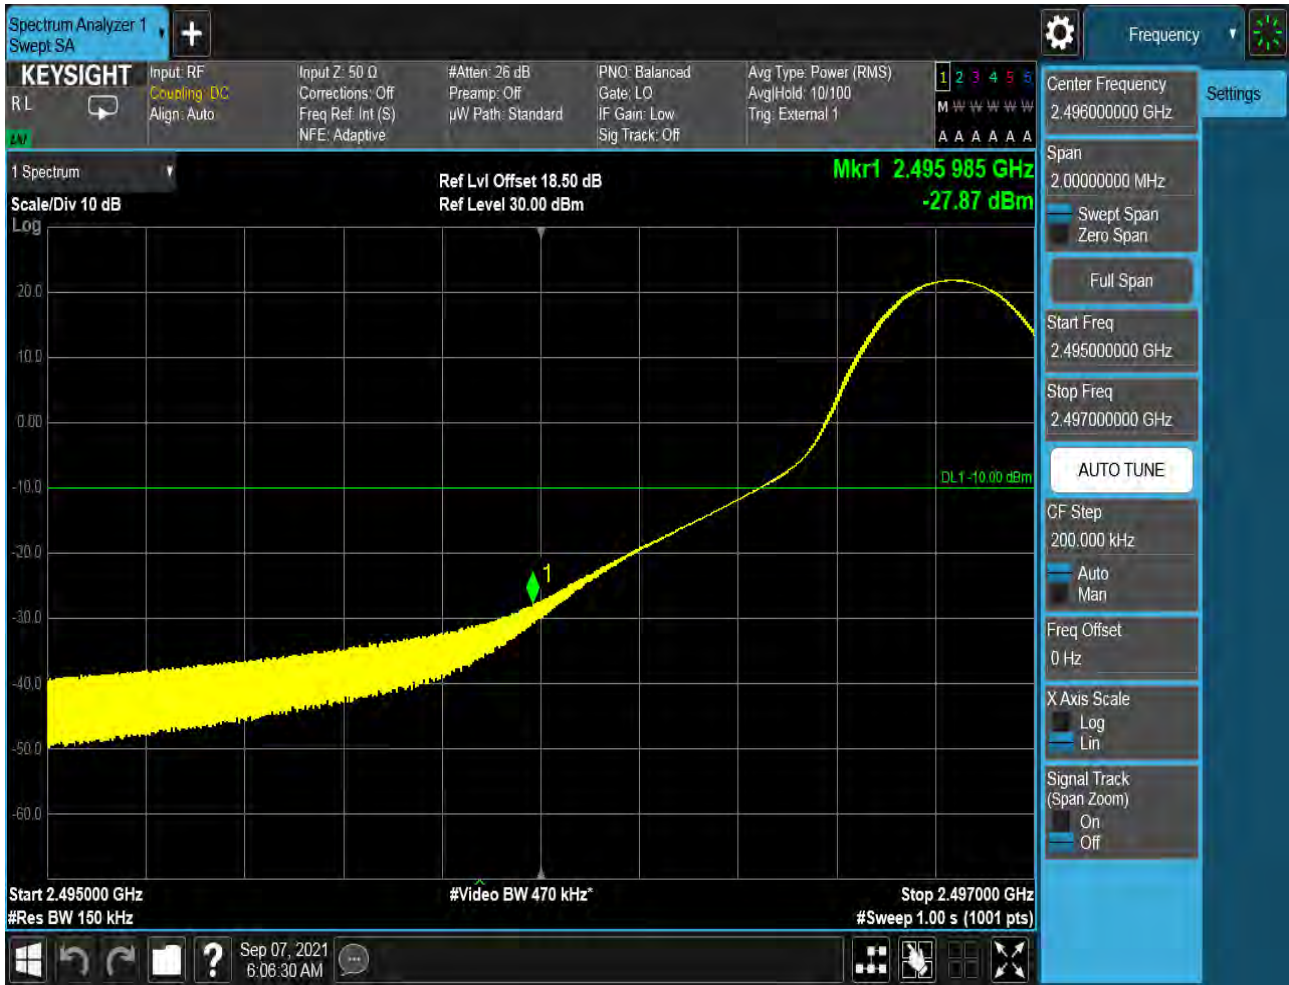 Spectrum Analyzer 1
Swept SA
Frequency
KEYSIGHT
R L
Input: RF
Coupling: DC
Align: Auto
Input Z: 50 Ω
Corrections: Off
Freq Ref: Int (S)
NFE: Adaptive
#Atten: 26 dB
Preamp: Off
µW Path: Standard
PNO: Balanced
Gate: LO
IF Gain: Low
Sig Track: Off
Avg Type: Power (RMS)
Avg|Hold: 10/100
Trig: External 1
1 2 3 4 5 6
M W W W W W
A A A A A A
1 Spectrum
Scale/Div 10 dB
Log
Ref Lvl Offset 18.50 dB
Ref Level 30.00 dBm
Mkr1 2.495 985 GHz
-27.87 dBm
20.0
10.0
0.00
-10.0
-20.0
-30.0
-40.0
-50.0
-60.0
DL1 -10.00 dBm
1
Start 2.495000 GHz
#Res BW 150 kHz
#Video BW 470 kHz*
Stop 2.497000 GHz
#Sweep 1.00 s (1001 pts)
Center Frequency
2.496000000 GHz
Settings
Span
2.00000000 MHz
Swept Span
Zero Span
Full Span
Start Freq
2.495000000 GHz
Stop Freq
2.497000000 GHz
AUTO TUNE
CF Step
200.000 kHz
Auto
Man
Freq Offset
0 Hz
X Axis Scale
Log
Lin
Signal Track
(Span Zoom)
On
Off
?
Sep 07, 2021
6:06:30 AM